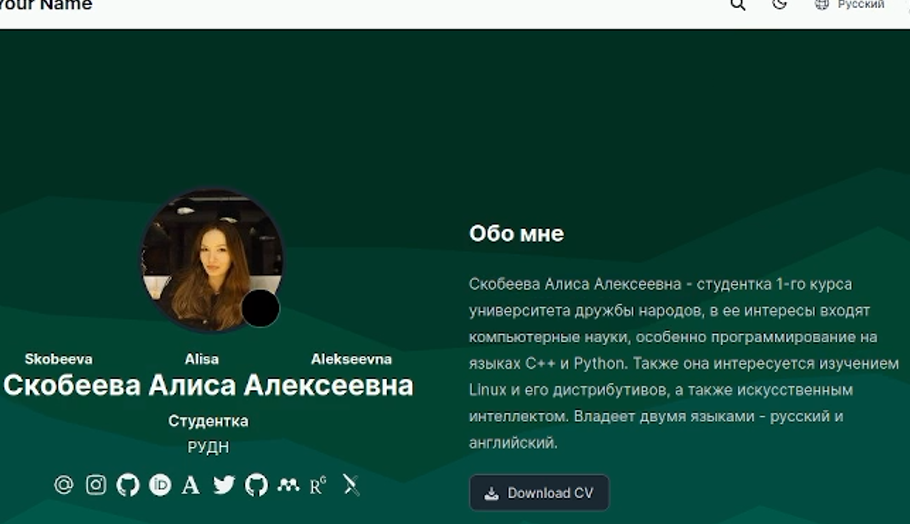 Your Name
Русский
Skobeeva Alisa Alekseevna
Скобеева Алиса Алексеевна
Студентка
РУДН
Обо мне
Скобеева Алиса Алексеевна - студентка 1-го курса
университета дружбы народов, в ее интересы входят
компьютерные науки, особенно программирование на
языках C++ и Python. Также она интересуется изучением
Linux и его дистрибутивов, а также искусственным
интеллектом. Владеет двумя языками - русский и
английский.
Download CV